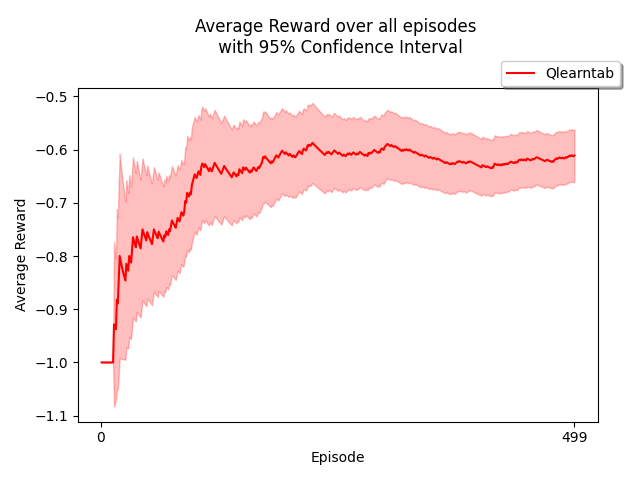 Average Reward over all episodes
with 95% Confidence Interval
Qlearntab
Average Reward
−0.5
−0.6
−0.7
−0.8
−0.9
−1.0
−1.1
0
499
Episode